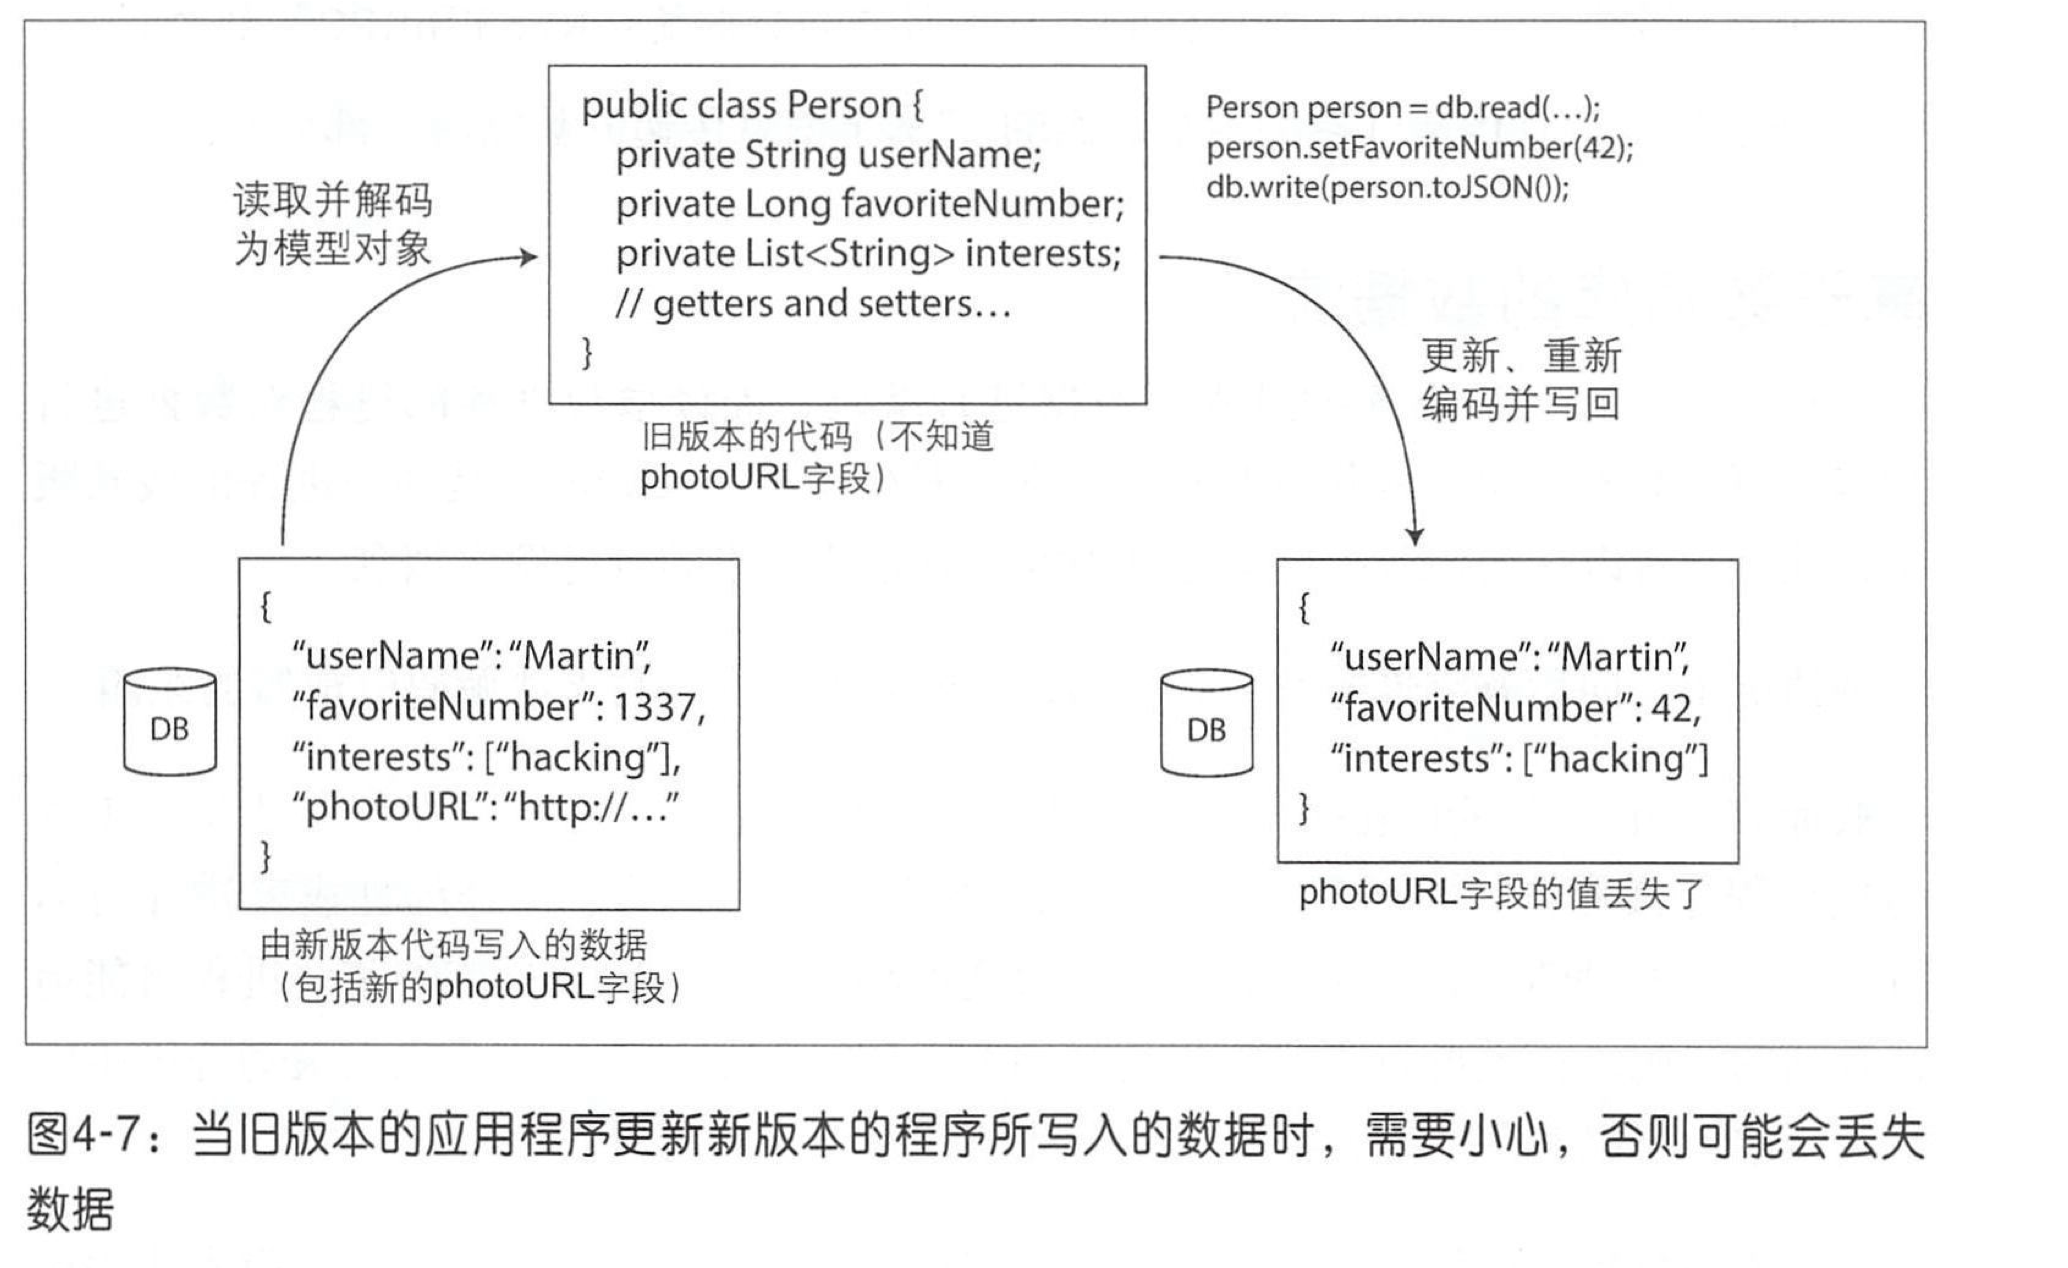 public class Person {
private String userName;
private Long favoriteNumber;
private List<String> interests;
// getters and setters…
}
Person person = db.read(…);
person.setFavoriteNumber(42);
db.write(person.toJSON());
读取并解码
为模型对象
更新、重新
编码并写回
旧版本的代码（不知道
photoURL字段）
DB
{
“userName”: “Martin”,
“favoriteNumber”: 1337,
“interests”: [“hacking”],
“photoURL”: “http://…”
}
由新版本代码写入的数据
（包括新的photoURL字段）
DB
{
“userName”: “Martin”,
“favoriteNumber”: 42,
“interests”: [“hacking”]
}
photoURL字段的值丢失了
图4-7：当旧版本的应用程序更新新版本的程序所写入的数据时，需要小心，否则可能会丢失
数据